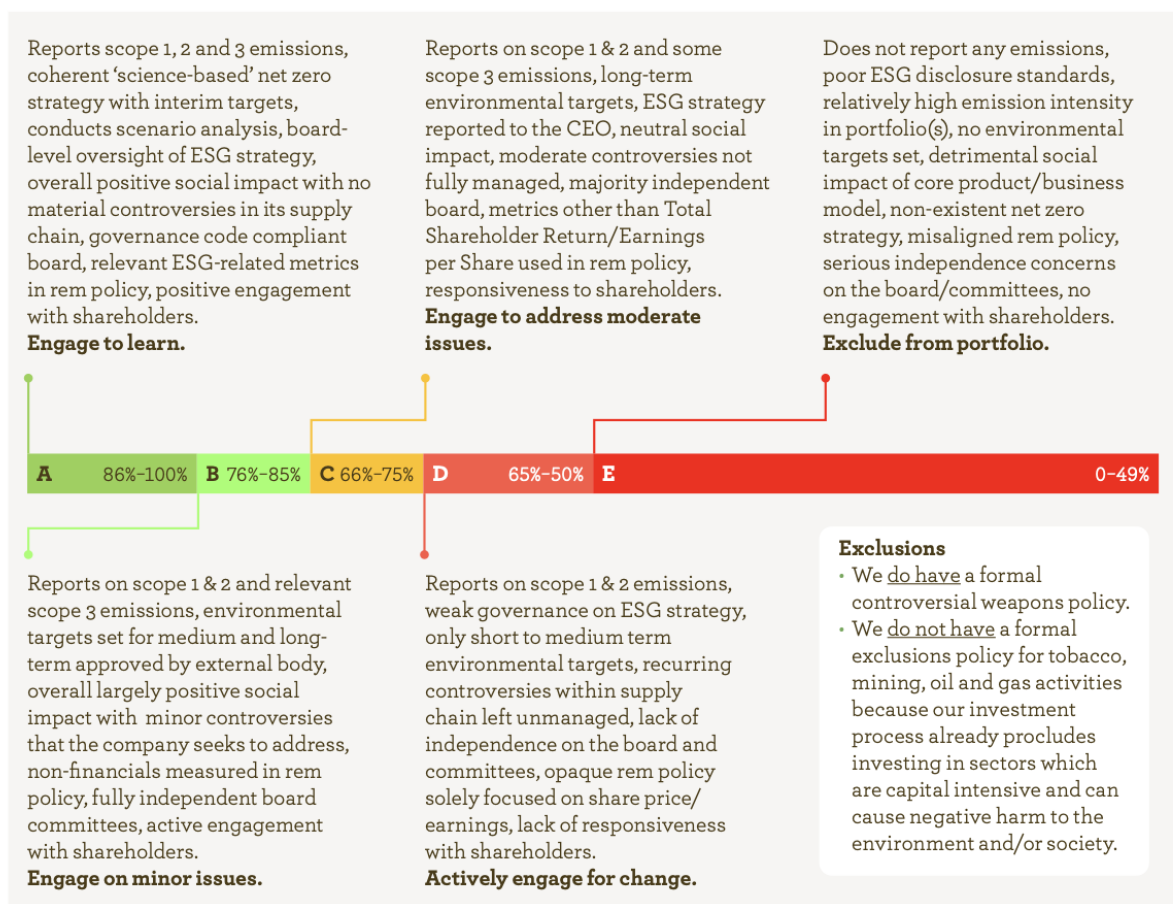 Reports scope 1, 2 and 3 emissions,
coherent ‘science-based’ net zero
strategy with interim targets,
conducts scenario analysis, board-
level oversight of ESG strategy,
overall positive social impact with no
material controversies in its supply
chain, governance code compliant
board, relevant ESG-related metrics
in rem policy, positive engagement
with shareholders.
Engage to learn.
Reports on scope 1 & 2 and some
scope 3 emissions, long-term
environmental targets, ESG strategy
reported to the CEO, neutral social
impact, moderate controversies not
fully managed, majority independent
board, metrics other than Total
Shareholder Return/Earnings
per Share used in rem policy,
responsiveness to shareholders.
Engage to address moderate
issues.
Does not report any emissions,
poor ESG disclosure standards,
relatively high emission intensity
in portfolio(s), no environmental
targets set, detrimental social
impact of core product/business
model, non-existent net zero
strategy, misaligned rem policy,
serious independence concerns
on the board/committees, no
engagement with shareholders.
Exclude from portfolio.
A 86%–100% B 76%–85% C 66%–75% D 65%–50% E 0–49%
Reports on scope 1 & 2 and relevant
scope 3 emissions, environmental
targets set for medium and long-
term approved by external body,
overall largely positive social
impact with minor controversies
that the company seeks to address,
non-financials measured in rem
policy, fully independent board
committees, active engagement
with shareholders.
Engage on minor issues.
Reports on scope 1 & 2 emissions,
weak governance on ESG strategy,
only short to medium term
environmental targets, recurring
controversies within supply
chain left unmanaged, lack of
independence on the board and
committees, opaque rem policy
solely focused on share price/
earnings, lack of responsiveness
with shareholders.
Actively engage for change.
Exclusions
• We do have a formal
controversial weapons policy.
• We do not have a formal
exclusions policy for tobacco,
mining, oil and gas activities
because our investment
process already procludes
investing in sectors which
are capital intensive and can
cause negative harm to the
environment and/or society.